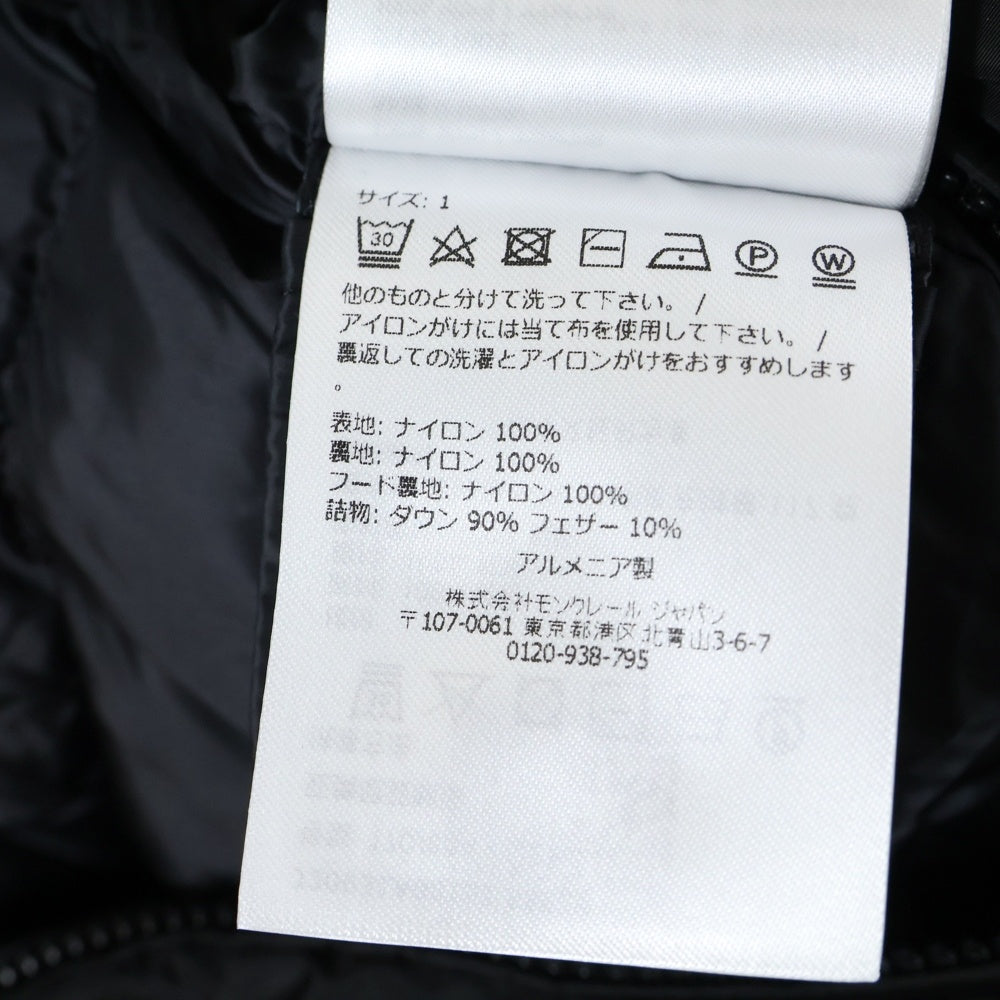 サイズ: 1
30 P W
他のものと分けて洗って下さい。 /
アイロンがけには当て布を使用して下さい。 /
裏返しての洗濯とアイロンがけをおすすめします
。
表地: ナイロン 100%
裏地: ナイロン 100%
フード裏地: ナイロン 100%
詰物: ダウン 90% フェザー 10%
アルメニア製
株式会社モンクレール ジャパン
〒107-0061 東京都港区北青山3-6-7
0120-938-795